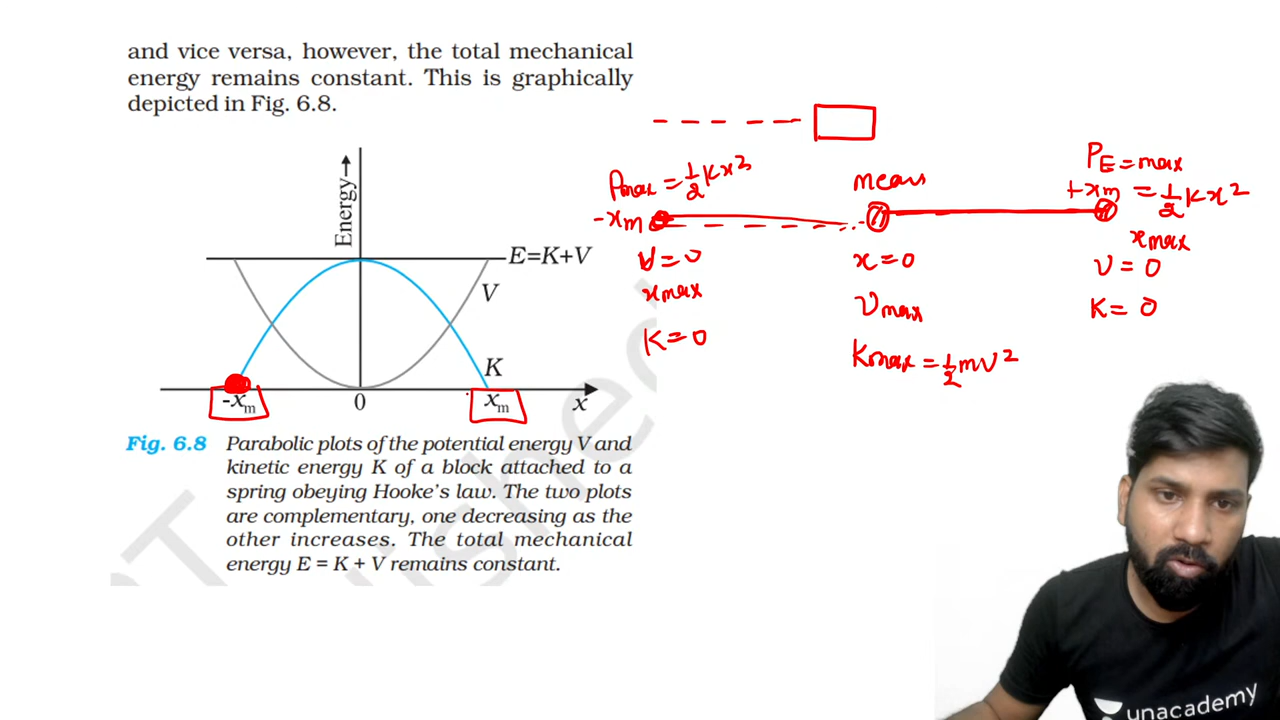 and vice versa, however, the total mechanical
energy remains constant. This is graphically
depicted in Fig. 6.8.
Energy→
E=K+V
V
K
-xm
0
xm
x
Fig. 6.8 Parabolic plots of the potential energy V and
kinetic energy K of a block attached to a
spring obeying Hooke's law. The two plots
are complementary, one decreasing as the
other increases. The total mechanical
energy E = K + V remains constant.
Pmax = 1/2 Kx²
-xm
v=0
xmax
K=0
mean
x=0
vmax
Kmax = 1/2 mv²
PE = max
+xm = 1/2 Kx²
xmax
v = 0
K = 0
unacademy